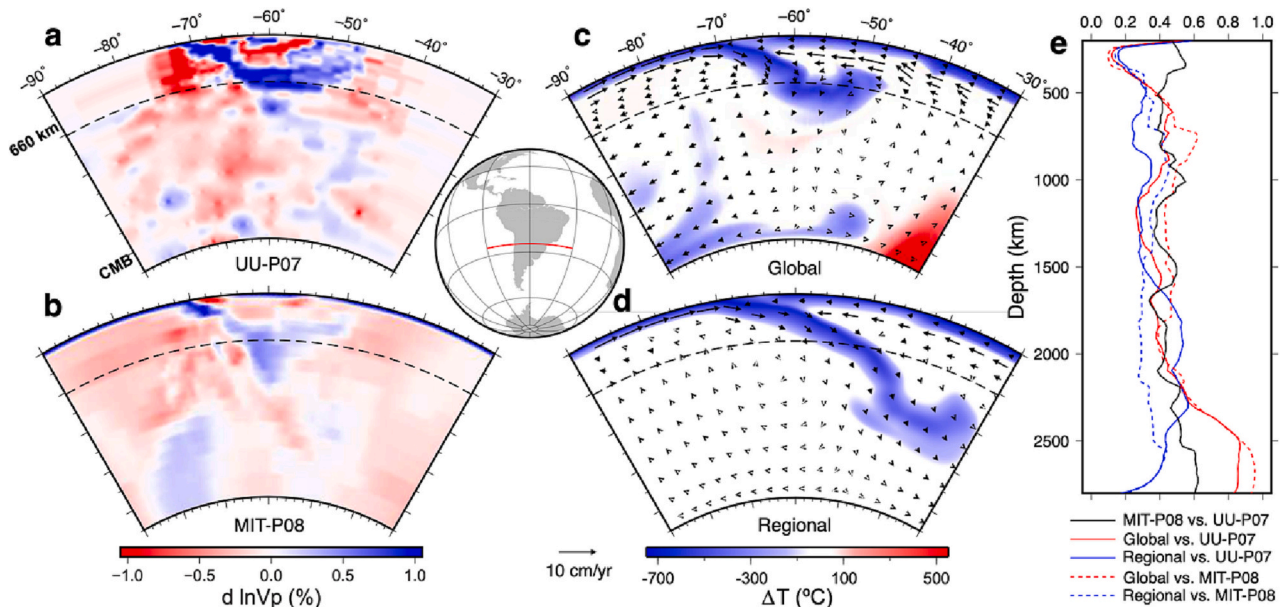 a
−90˚
−80˚
−70˚
−60˚
−50˚
−40˚
−30˚
660 km
CMB
UU-P07
b
MIT-P08
−1.0
−0.5
0.0
0.5
1.0
d lnVp (%)
c
−90˚
−80˚
−70˚
−60˚
−50˚
−40˚
−30˚
Global
d
Regional
10 cm/yr
−700
−300
100
500
ΔT (ºC)
e
0.0
0.2
0.4
0.6
0.8
1.0
500
1000
1500
2000
2500
Depth (km)
MIT-P08 vs. UU-P07
Global vs. UU-P07
Regional vs. UU-P07
Global vs. MIT-P08
Regional vs. MIT-P08